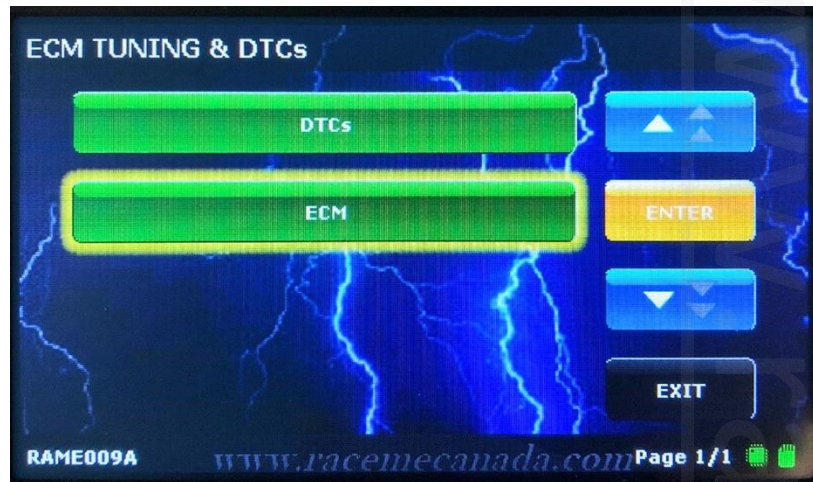 ECM TUNING & DTCs
DTCs
ECM
ENTER
EXIT
RAME009A
www.racemecanada.com
Page 1/1